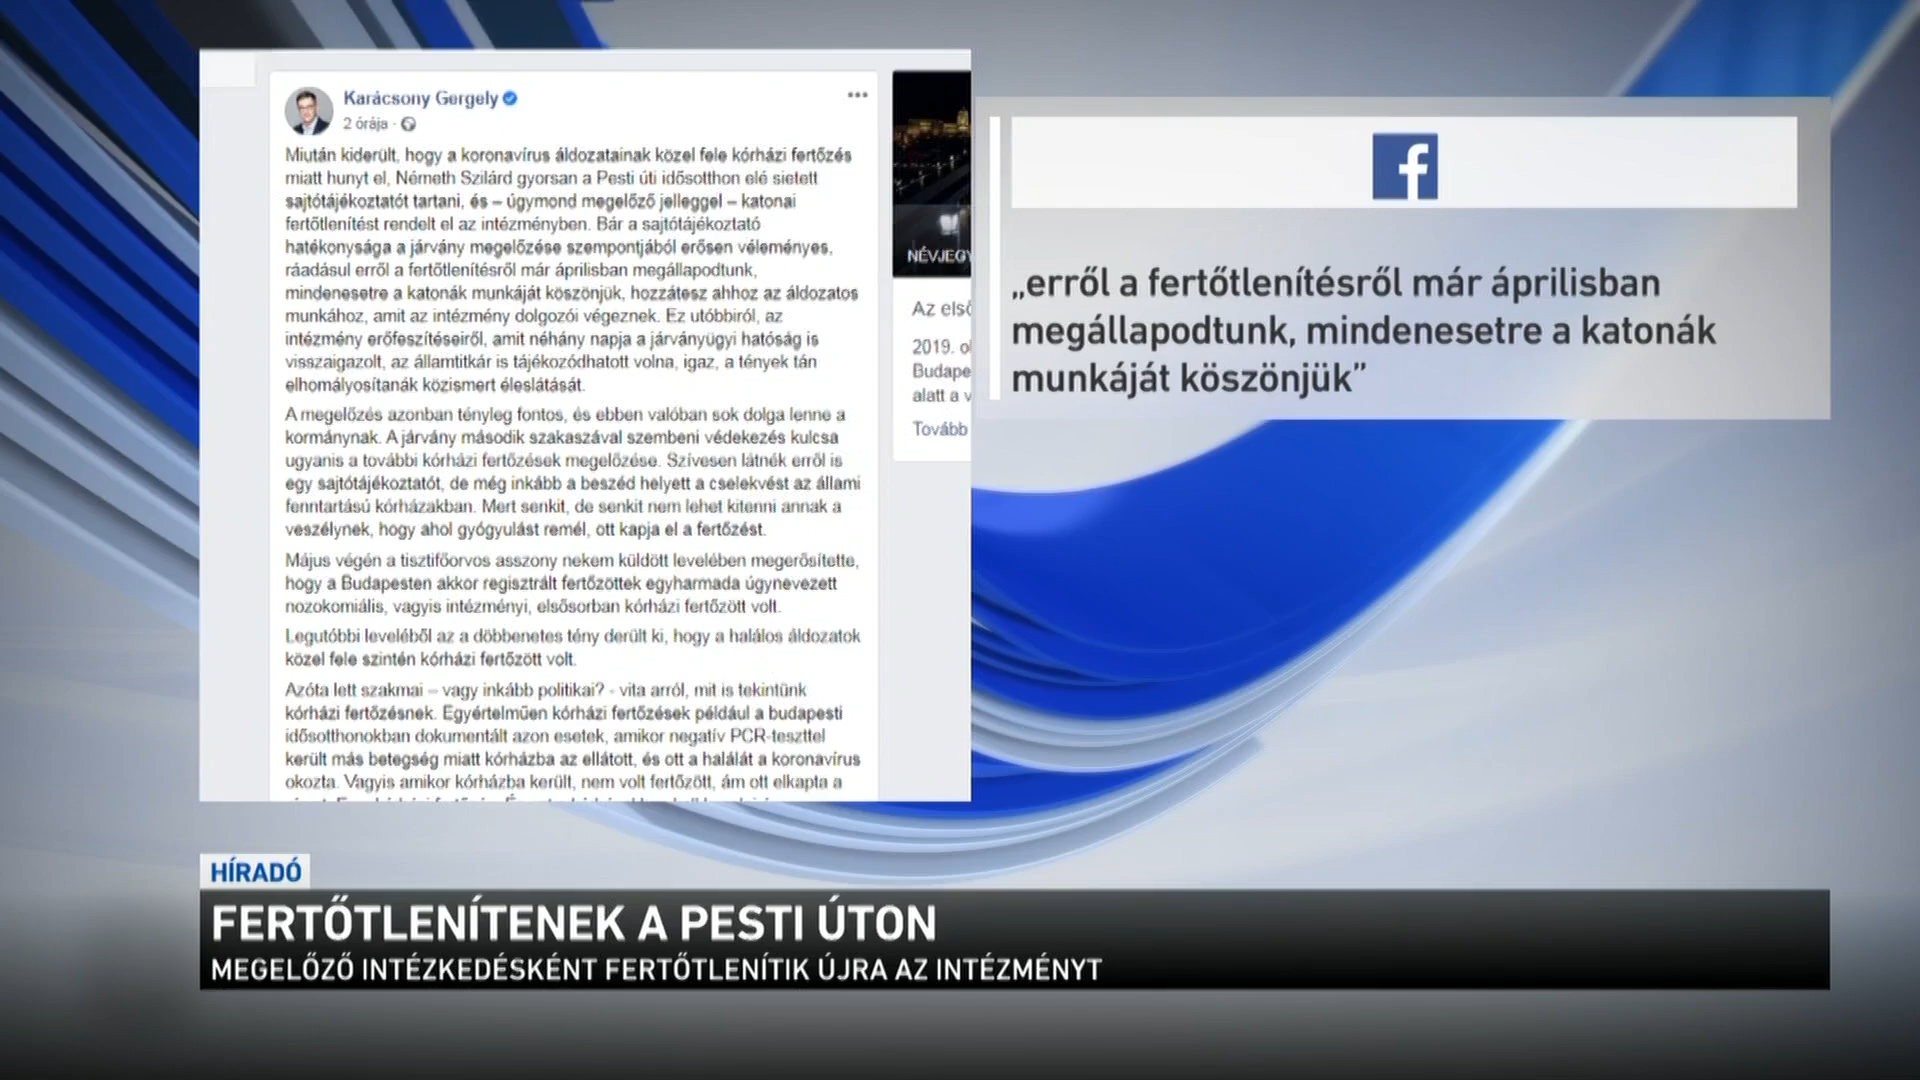 Karácsony Gergely
2 órája ·
Miután kiderült, hogy a koronavírus áldozatainak közel fele kórházi fertőzés
miatt hunyt el, Németh Szilárd gyorsan a Pesti úti idősotthon elé sietett
sajtótájékoztatót tartani, és – úgymond megelőző jelleggel – katonai
fertőtlenítést rendelt el az intézményben. Bár a sajtótájékoztató
hatékonysága a járvány megelőzése szempontjából erősen véleményes,
ráadásul erről a fertőtlenítésről már áprilisban megállapodtunk,
mindenesetre a katonák munkáját köszönjük, hozzátesz ahhoz az áldozatos
munkához, amit az intézmény dolgozói végeznek. Ez utóbbiról, az
intézmény erőfeszítéseiről, amit néhány napja a járványügyi hatóság is
visszaigazolt, az államtitkár is tájékozódhatott volna, igaz, a tények tán
elhomályosítanák közismert éleslátását.
A megelőzés azonban tényleg fontos, és ebben valóban sok dolga lenne a
kormánynak. A járvány második szakaszával szembeni védekezés kulcsa
ugyanis a további kórházi fertőzések megelőzése. Szívesen látnék erről is
egy sajtótájékoztatót, de még inkább a beszéd helyett a cselekvést az állami
fenntartású kórházakban. Mert senkit, de senkit nem lehet kitenni annak a
veszélynek, hogy ahol gyógyulást remél, ott kapja el a fertőzést.
Május végén a tisztifőorvos asszony nekem küldött levelében megerősítette,
hogy a Budapesten akkor regisztrált fertőzöttek egyharmada úgynevezett
nozokomiális, vagyis intézményi, elsősorban kórházi fertőzött volt.
Legutóbbi leveléből az a döbbenetes tény derült ki, hogy a halálos áldozatok
közel fele szintén kórházi fertőzött volt.
Azóta lett szakmai – vagy inkább politikai? - vita arról, mit is tekintünk
kórházi fertőzésnek. Egyértelműen kórházi fertőzések például a budapesti
idősotthonokban dokumentált azon esetek, amikor negatív PCR-teszttel
került más betegség miatt kórházba az ellátott, és ott a halálát a koronavírus
okozta. Vagyis amikor kórházba került, nem volt fertőzött, ám ott elkapta a
NÉVJEGY
Az első
2019. o
Budape
alatt a v
Tovább
f
„erről a fertőtlenítésről már áprilisban
megállapodtunk, mindenesetre a katonák
munkáját köszönjük”
HÍRADÓ
FERTŐTLENÍTENEK A PESTI ÚTON
MEGELŐZŐ INTÉZKEDÉSKÉNT FERTŐTLENÍTIK ÚJRA AZ INTÉZMÉNYT